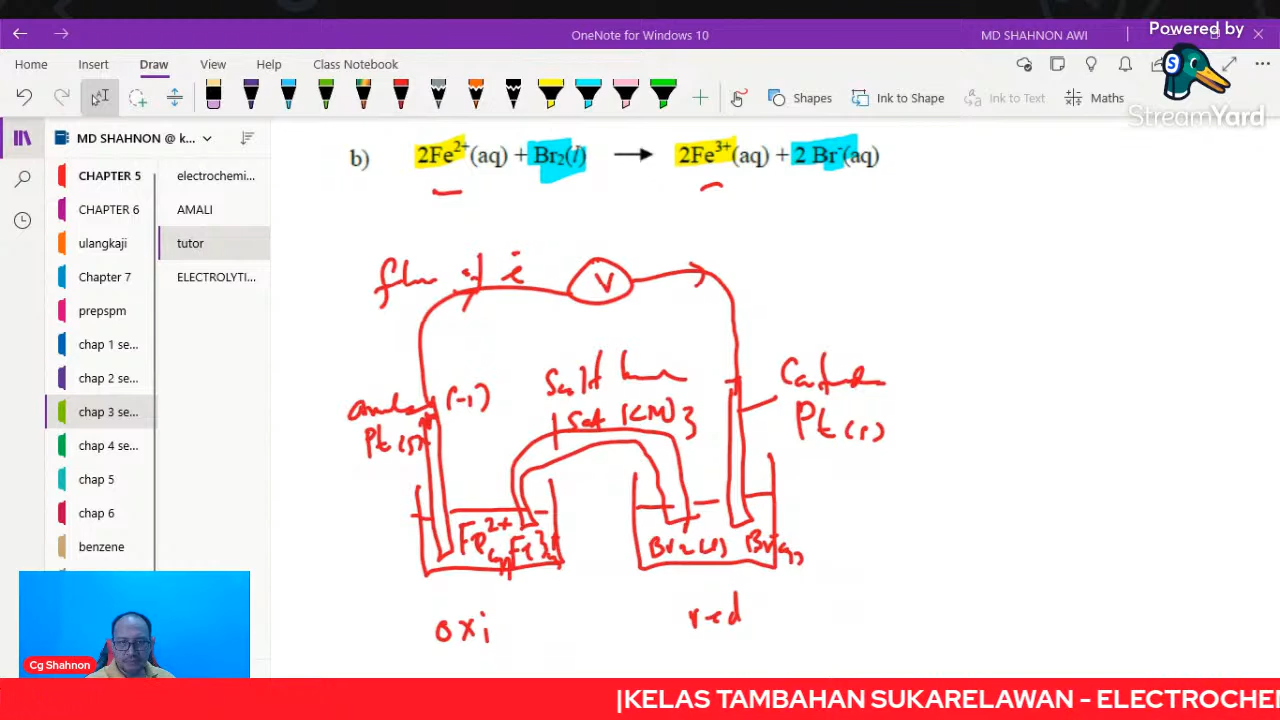 Powered by
StreamYard
OneNote for Windows 10
MD SHAHNON AWI
Home Insert Draw View Help Class Notebook
Shapes Ink to Shape Ink to Text Maths
MD SHAHNON @ k...
CHAPTER 5
CHAPTER 6
ulangkaji
Chapter 7
prepspm
chap 1 se...
chap 2 se...
chap 3 se...
chap 4 se...
chap 5
chap 6
benzene
electrochemi...
AMALI
tutor
ELECTROLYTI...
b) 2Fe²⁺(aq) + Br₂(l) → 2Fe³⁺(aq) + 2 Br⁻(aq)
flow of e
V
Salt
(-)
Pt(s)
Pt(s)
Fe²⁺
Br₂(l)
oxi
red
Cg Shahnon
|KELAS TAMBAHAN SUKARELAWAN - ELECTROCHEM